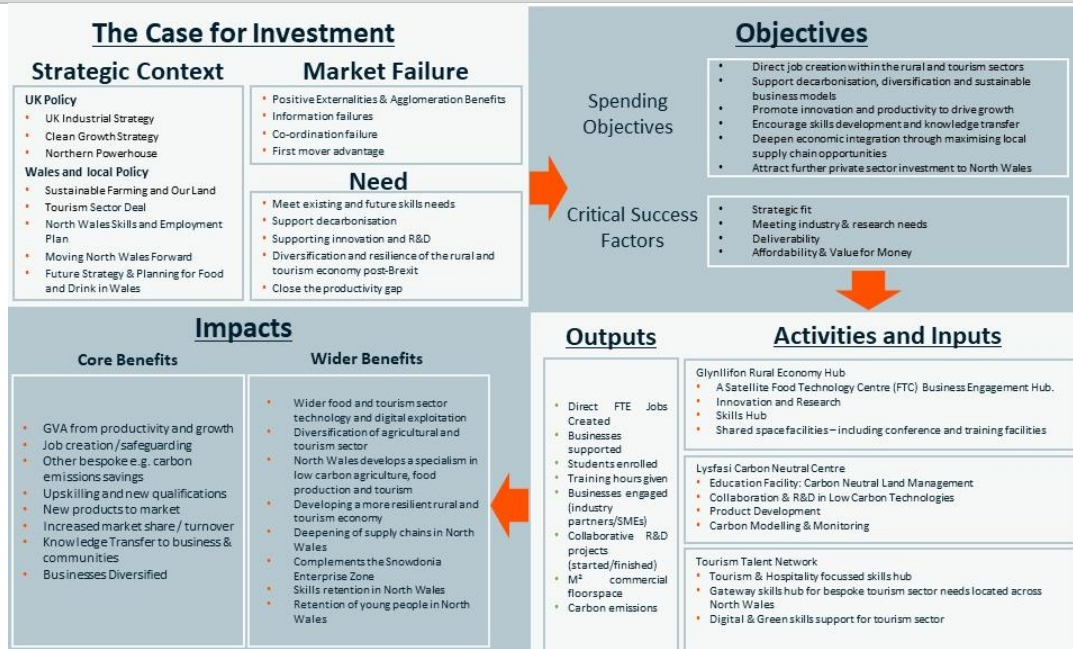 The Case for Investment
Strategic Context
UK Policy
UK Industrial Strategy
Clean Growth Strategy
Northern Powerhouse
Wales and local Policy
Sustainable Farming and Our Land
Tourism Sector Deal
North Wales Skills and Employment
Plan
Moving North Wales Forward
Future Strategy & Planning for Food
and Drink in Wales
Market Failure
Positive Externalities & Agglomeration Benefits
Information failures
Co-ordination failure
First mover advantage
Need
Meet existing and future skills needs
Support decarbonisation
Supporting innovation and R&D
Diversification and resilience of the rural and
tourism economy post-Brexit
Close the productivity gap
Objectives
Spending
Objectives
Direct job creation within the rural and tourism sectors
Support decarbonisation, diversification and sustainable
business models
Promote innovation and productivity to drive growth
Encourage skills development and knowledge transfer
Deepen economic integration through maximising local
supply chain opportunities
Attract further private sector investment to North Wales
Critical Success
Factors
Strategic fit
Meeting industry & research needs
Deliverability
Affordability & Value for Money
Activities and Inputs
Glynllifon Rural Economy Hub
A Satellite Food Technology Centre (FTC) Business Engagement Hub.
Innovation and Research
Skills Hub
Shared space facilities – including conference and training facilities
Lysfasi Carbon Neutral Centre
Education Facility: Carbon Neutral Land Management
Collaboration & R&D in Low Carbon Technologies
Product Development
Carbon Modelling & Monitoring
Tourism Talent Network
Tourism & Hospitality focussed skills hub
Gateway skills hub for bespoke tourism sector needs located across
North Wales
Digital & Green skills support for tourism sector
Outputs
Direct FTE Jobs
Created
Businesses
supported
Students enrolled
Training hours given
Businesses engaged
(industry
partners/SMEs)
Collaborative R&D
projects
(started/finished)
M² commercial
floorspace
Carbon emissions
Impacts
Core Benefits
GVA from productivity and growth
Job creation/safeguarding
Other bespoke e.g. carbon
emissions savings
Upskilling and new qualifications
New products to market
Increased market share / turnover
Knowledge Transfer to business &
communities
Businesses Diversified
Wider Benefits
Wider food and tourism sector
technology and digital exploitation
Diversification of agricultural and
tourism sector
North Wales develops a specialism in
low carbon agriculture, food
production and tourism
Developing a more resilient rural and
tourism economy
Deepening of supply chains in North
Wales
Complements the Snowdonia
Enterprise Zone
Skills retention in North Wales
Retention of young people in North
Wales